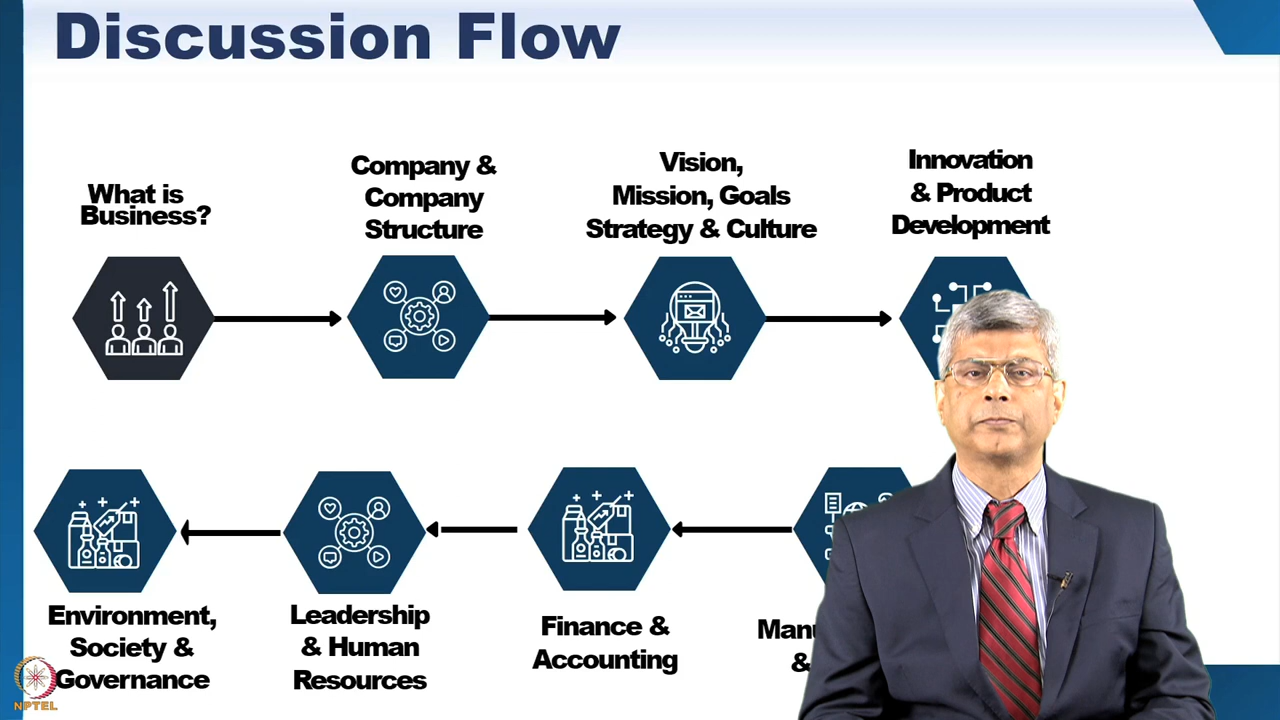 Discussion Flow
What is
Business?
Company &
Company
Structure
Vision,
Mission, Goals
Strategy & Culture
Innovation
& Product
Development
Environment,
Society &
Governance
Leadership
& Human
Resources
Finance &
Accounting
&
NPTEL